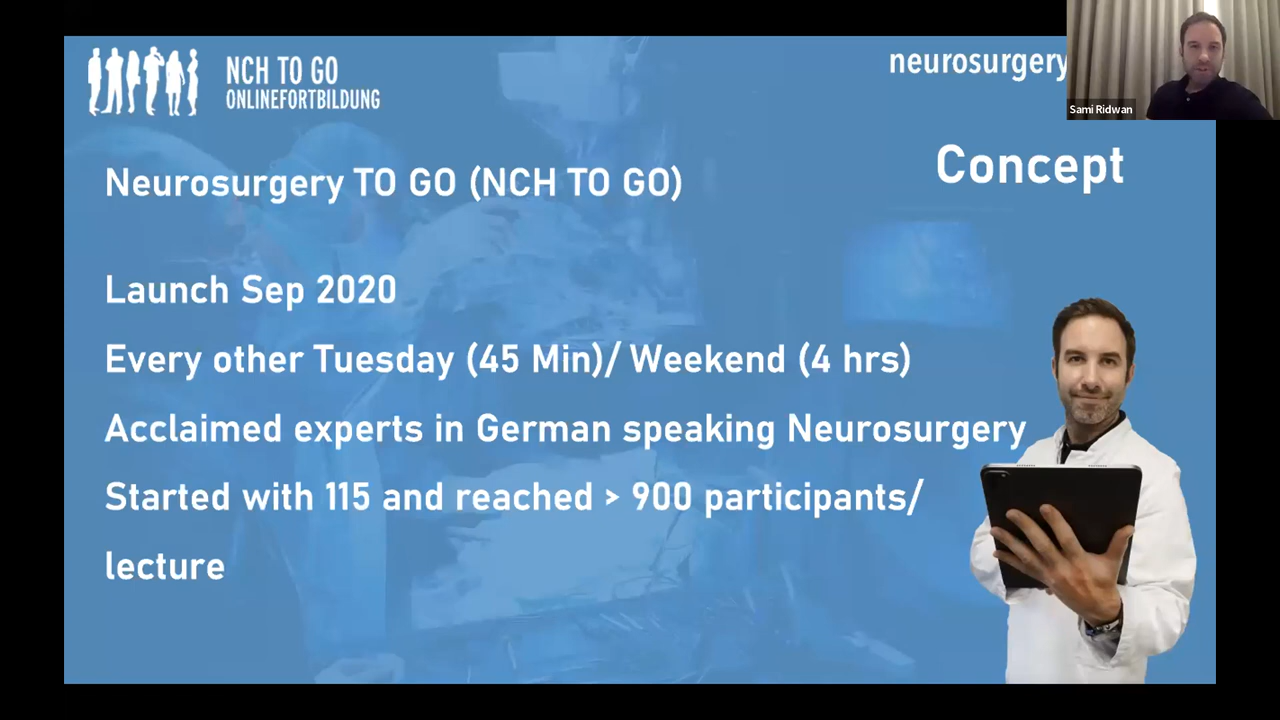 NCH TO GO
ONLINEFORTBILDUNG
neurosurgery
Sami Ridwan
Concept
Neurosurgery TO GO (NCH TO GO)
Launch Sep 2020
Every other Tuesday (45 Min)/ Weekend (4 hrs)
Acclaimed experts in German speaking Neurosurgery
Started with 115 and reached > 900 participants/
lecture